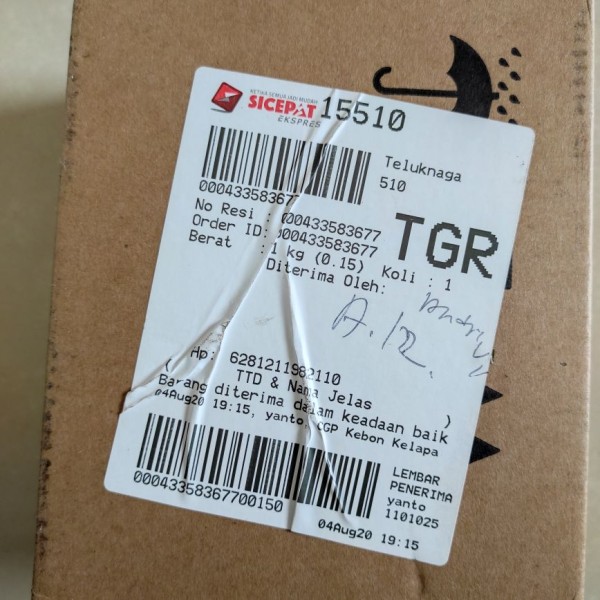 KETIKA SEMUA JADI MUDAH
SICEPAT
EKSPRES
15510
Teluknaga
510
000433583677
No Resi : 000433583677
Order ID: 000433583677
Berat : 1 kg (0.15) Koli : 1
TGR
Diterima Oleh:
A.12.
Hp: 6281211982110
( )
TTD & Nama Jelas
Barang diterima dalam keadaan baik
04Aug20 19:15, yanto, CGP Kebon Kelapa
00043358367700150
LEMBAR
PENERIMA
yanto
1101025
04Aug20 19:15